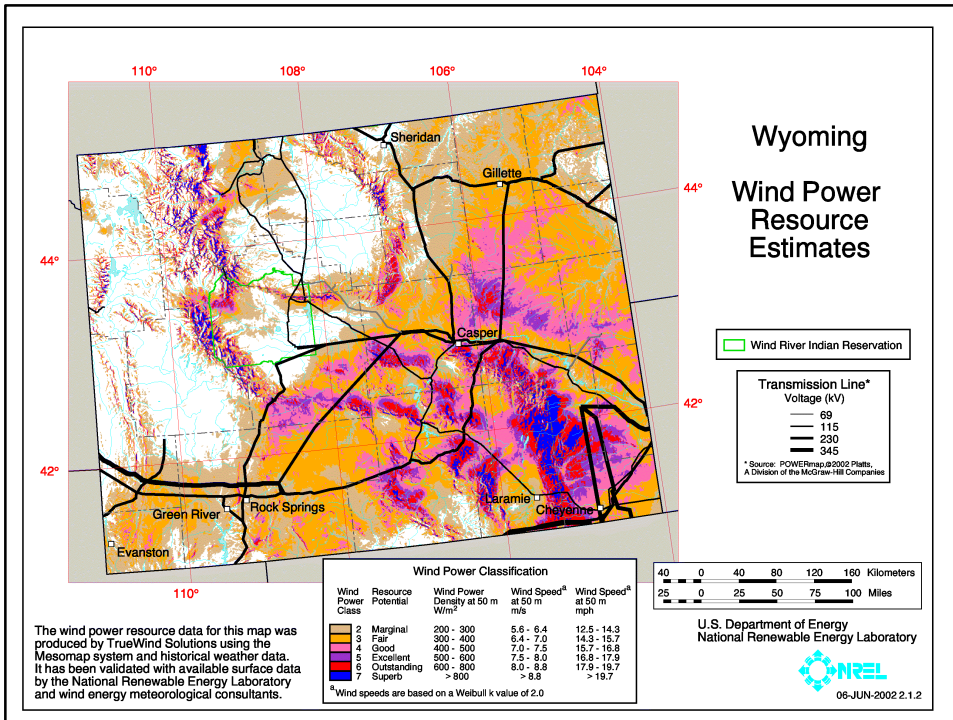 110°
108°
106°
104°
Sheridan
Gillette
44°
44°
Casper
42°
42°
Laramie
Cheyenne
Green River
Rock Springs
Evanston
110°
Wyoming
Wind Power
Resource
Estimates
Wind River Indian Reservation
Transmission Line*
Voltage (kV)
69
115
230
345
* Source: POWERmap,©2002 Platts,
A Division of the McGraw-Hill Companies
Wind Power Classification
Wind Power Class
Resource Potential
Wind Power Density at 50 m W/m2
Wind Speed a at 50 m m/s
Wind Speed a at 50 m mph
2 Marginal 200 - 300 5.6 - 6.4 12.5 - 14.3
3 Fair 300 - 400 6.4 - 7.0 14.3 - 15.7
4 Good 400 - 500 7.0 - 7.5 15.7 - 16.8
5 Excellent 500 - 600 7.5 - 8.0 16.8 - 17.9
6 Outstanding 600 - 800 8.0 - 8.8 17.9 - 19.7
7 Superb > 800 > 8.8 > 19.7
a Wind speeds are based on a Weibull k value of 2.0
40 0 40 80 120 160 Kilometers
25 0 25 50 75 100 Miles
The wind power resource data for this map was
produced by TrueWind Solutions using the
Mesomap system and historical weather data.
It has been validated with available surface data
by the National Renewable Energy Laboratory
and wind energy meteorological consultants.
U.S. Department of Energy
National Renewable Energy Laboratory
NREL
06-JUN-2002 2.1.2